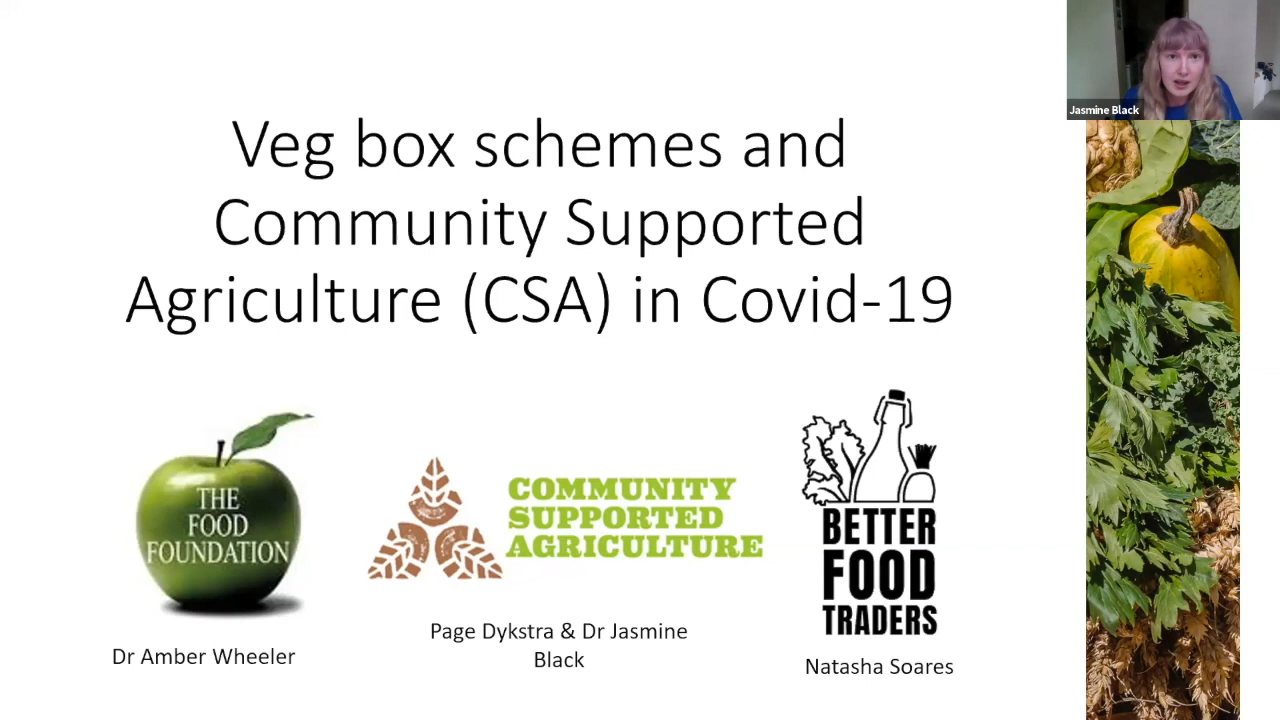 Veg box schemes and
Community Supported
Agriculture (CSA) in Covid-19
Jasmine Black
THE
FOOD
FOUNDATION
COMMUNITY
SUPPORTED
AGRICULTURE
BETTER
FOOD
TRADERS
Dr Amber Wheeler
Page Dykstra & Dr Jasmine
Black
Natasha Soares